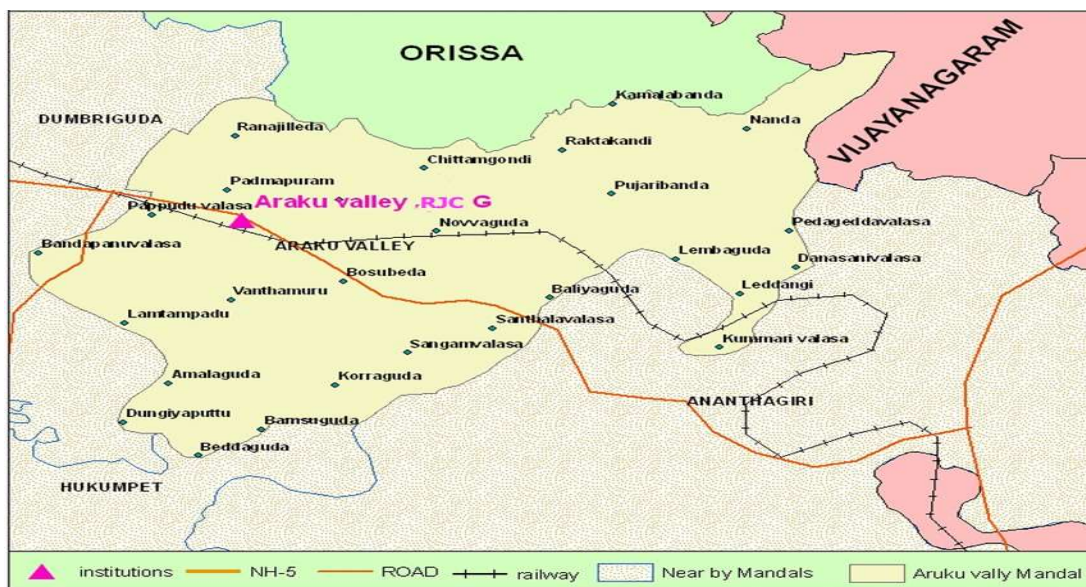 ORISSA
VIJAYANAGARAM
Kamalabanda
DUMBRIGUDA
Nanda
Ranajilleda
Raktakandi
Chittamgondi
Padmapuram
Pujaribanda
Araku valley .RJC G
Pappudu valasa
Novvaguda
Pedageddavalasa
Bandapanuvalasa
ARAKU VALLEY
Lembaguda
Danasanivalasa
Bosubeda
Vanthamuru
Baliyaguda
Leddangi
Lamtampadu
Santhalavalasa
Sangamvalasa
Kummari valasa
Amalaguda
Korraguda
ANANTHAGIRI
Dungiyaputtu
Bamsuguda
Beddaguda
HUKUMPET
institutions NH-5 ROAD railway Near by Mandals Aruku vally Mandal